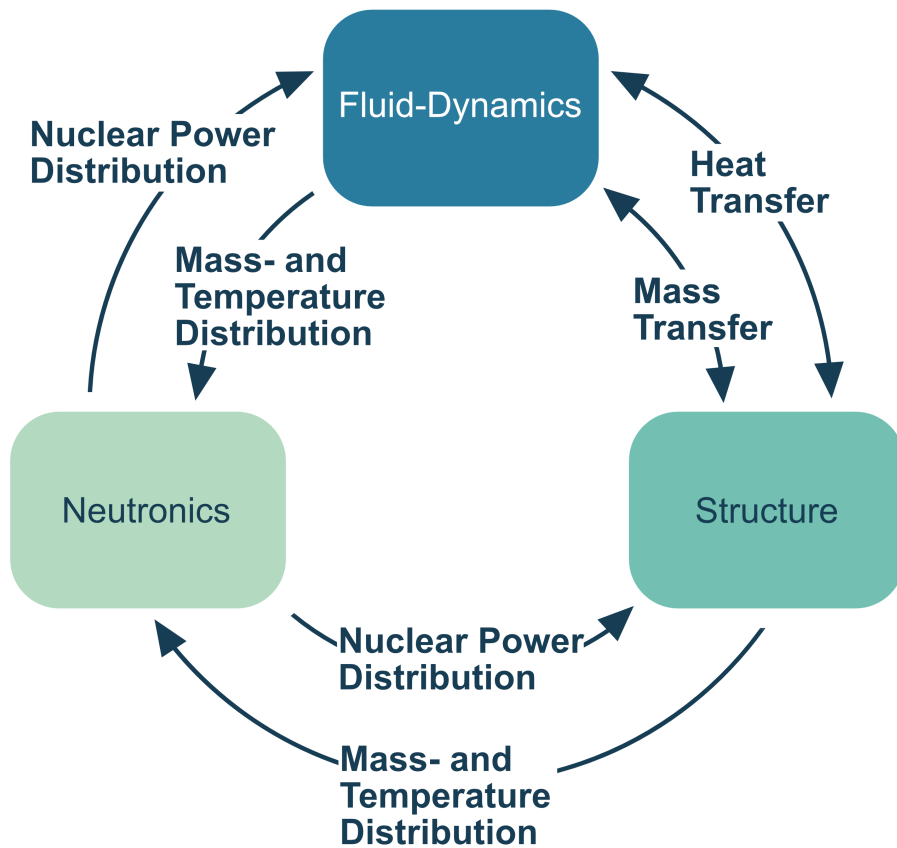 Fluid-Dynamics
Nuclear Power
Distribution
Heat
Transfer
Mass- and
Temperature
Distribution
Mass
Transfer
Neutronics
Structure
Nuclear Power
Distribution
Mass- and
Temperature
Distribution